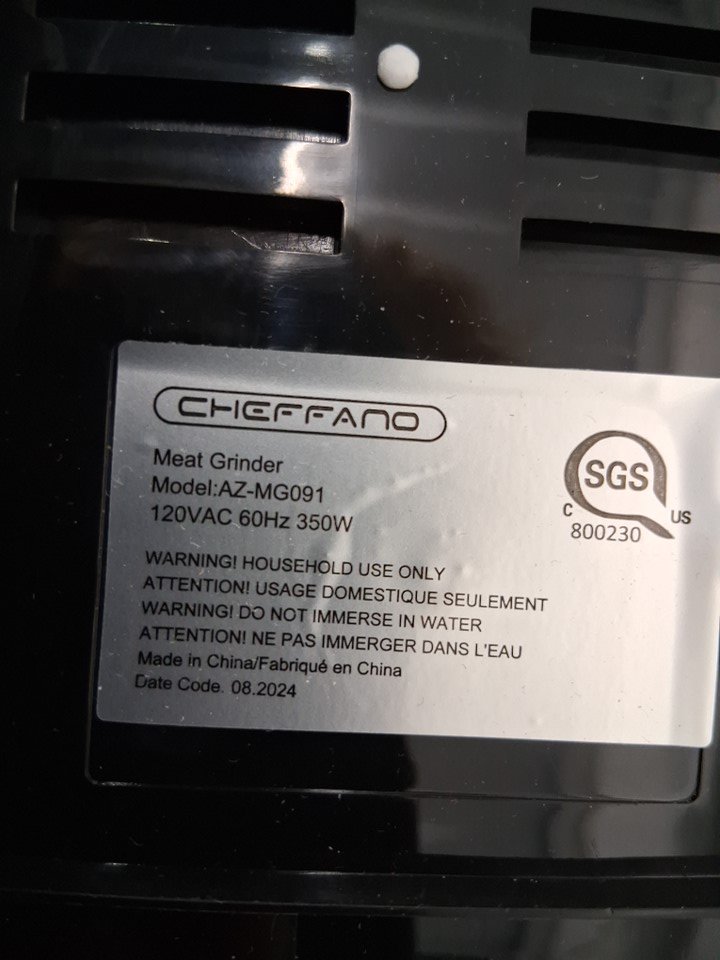 CHEFFANO
Meat Grinder
Model:AZ-MG091
120VAC 60Hz 350W
SGS
C US
800230
WARNING! HOUSEHOLD USE ONLY
ATTENTION! USAGE DOMESTIQUE SEULEMENT
WARNING! DO NOT IMMERSE IN WATER
ATTENTION! NE PAS IMMERGER DANS L'EAU
Made in China/Fabriqué en China
Date Code. 08.2024